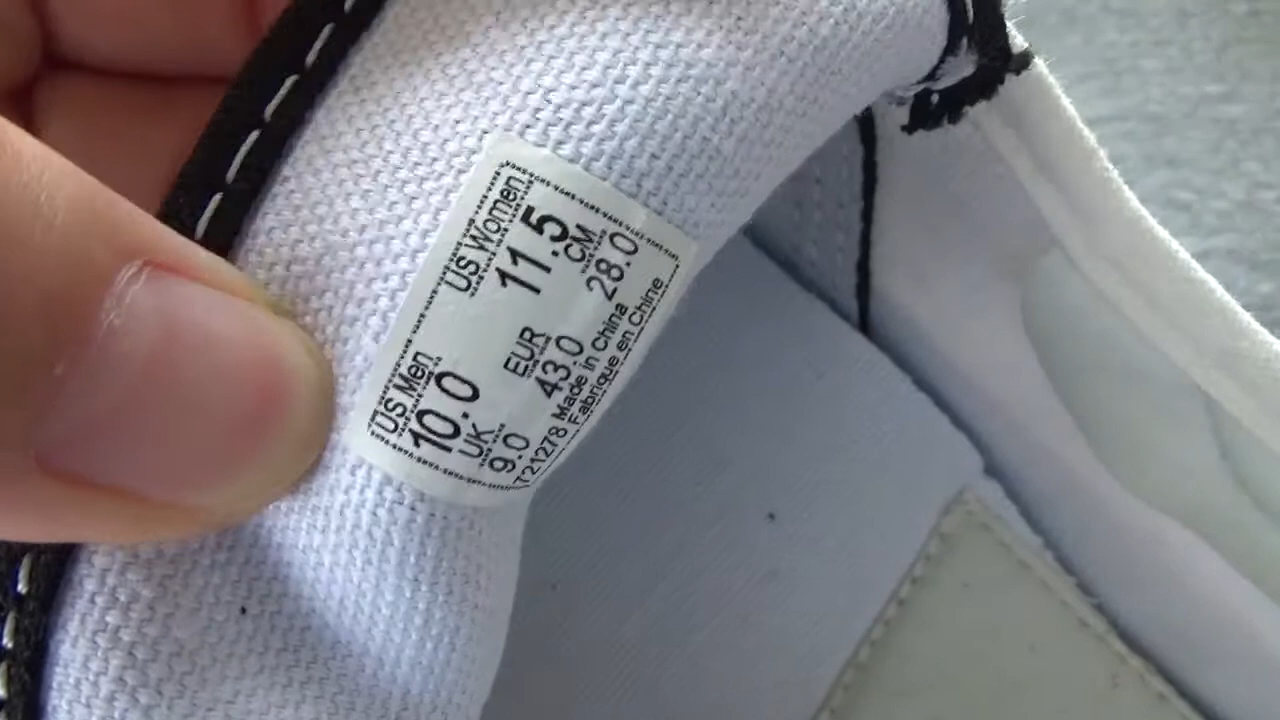 US Men US Women
10.0 11.5
UK EUR CM
9.0 43.0 28.0
T21278 Made in China
Fabrique en Chine